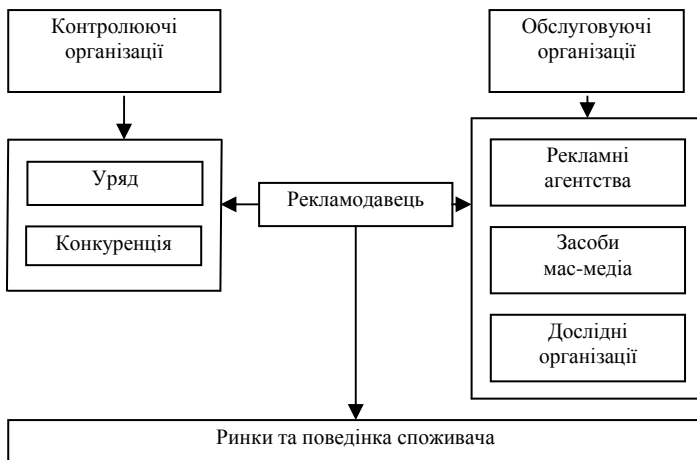 Контролюючі
організації
Обслуговуючі
організації
Уряд
Конкуренція
Рекламодавець
Рекламні
агентства
Засоби
мас-медіа
Дослідні
організації
Ринки та поведінка споживача